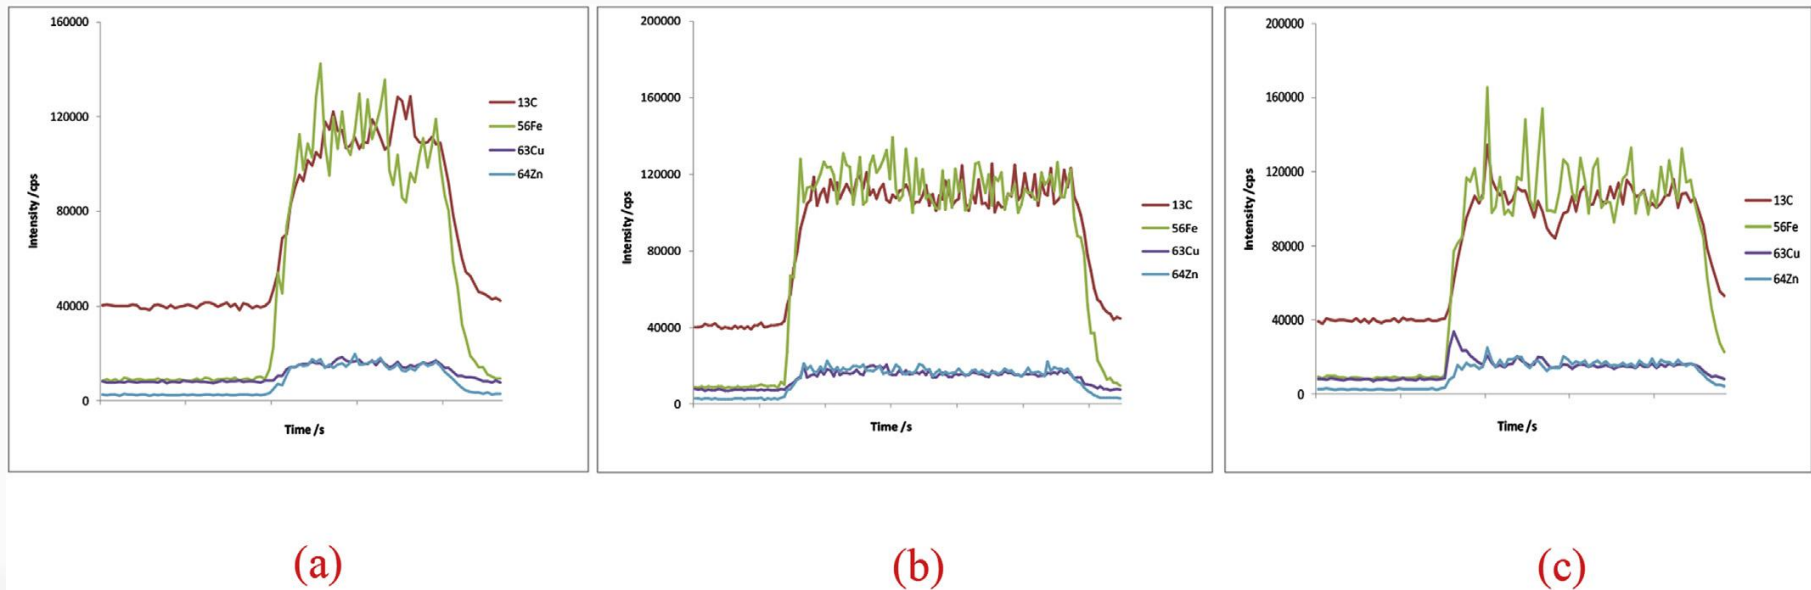 160000
120000
80000
40000
0
Intensity /cps
Time /s
13C
56Fe
63Cu
64Zn
200000
160000
120000
80000
40000
0
Intensity /cps
Time /s
13C
56Fe
63Cu
64Zn
200000
160000
120000
80000
40000
0
Intensity /cps
Time /s
13C
56Fe
63Cu
64Zn
(a)
(b)
(c)